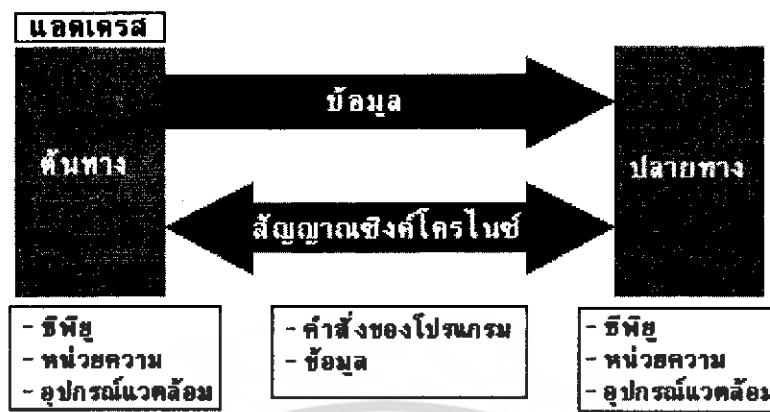 แอดเดรส
ข้อมูล
ต้นทาง
ปลายทาง
สัญญาณซิงค์โครไนซ์
- ซีพียู
- หน่วยความ
- อุปกรณ์แวดล้อม
- คำสั่งของโปรแกรม
- ข้อมูล
- ซีพียู
- หน่วยความ
- อุปกรณ์แวดล้อม